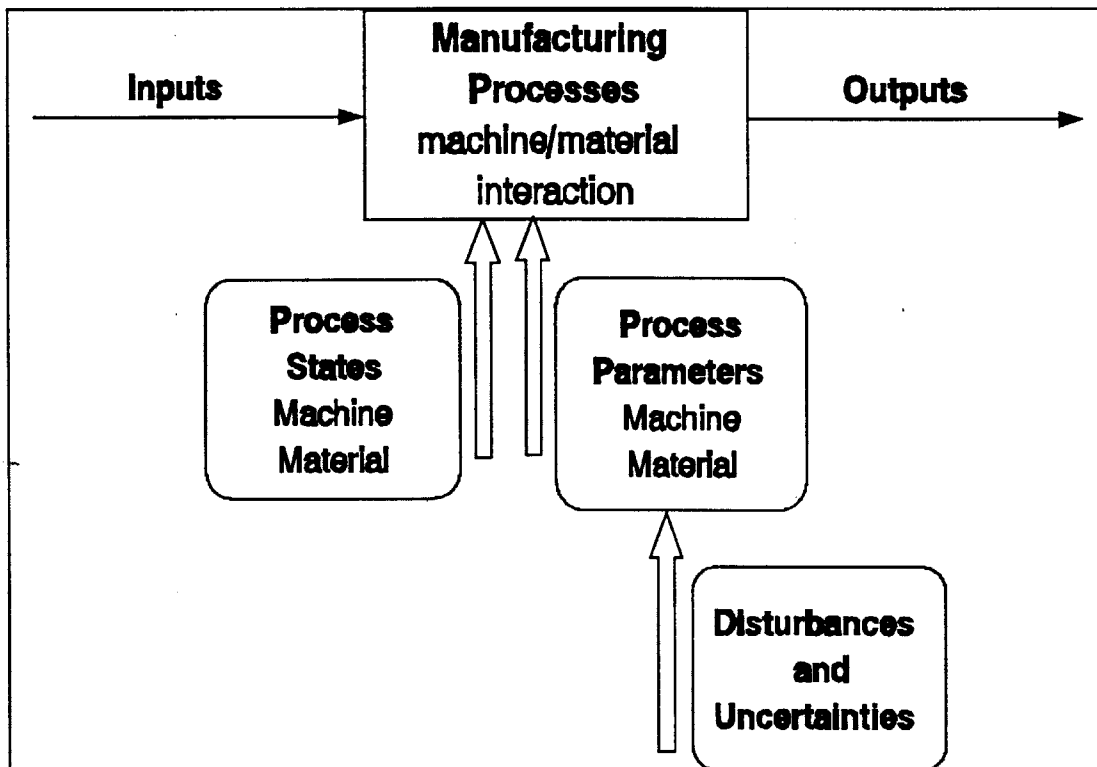 Manufacturing
Processes
machine/material
interaction
Inputs
Outputs
Process
States
Machine
Material
Process
Parameters
Machine
Material
Disturbances
and
Uncertainties